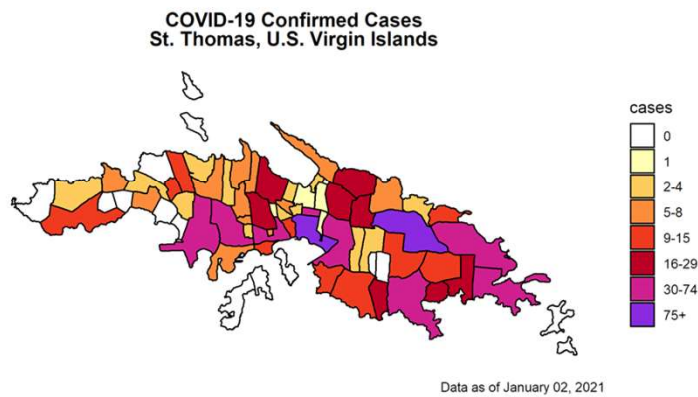 COVID-19 Confirmed Cases
St. Thomas, U.S. Virgin Islands
cases
0
1
2-4
5-8
9-15
16-29
30-74
75+
Data as of January 02, 2021